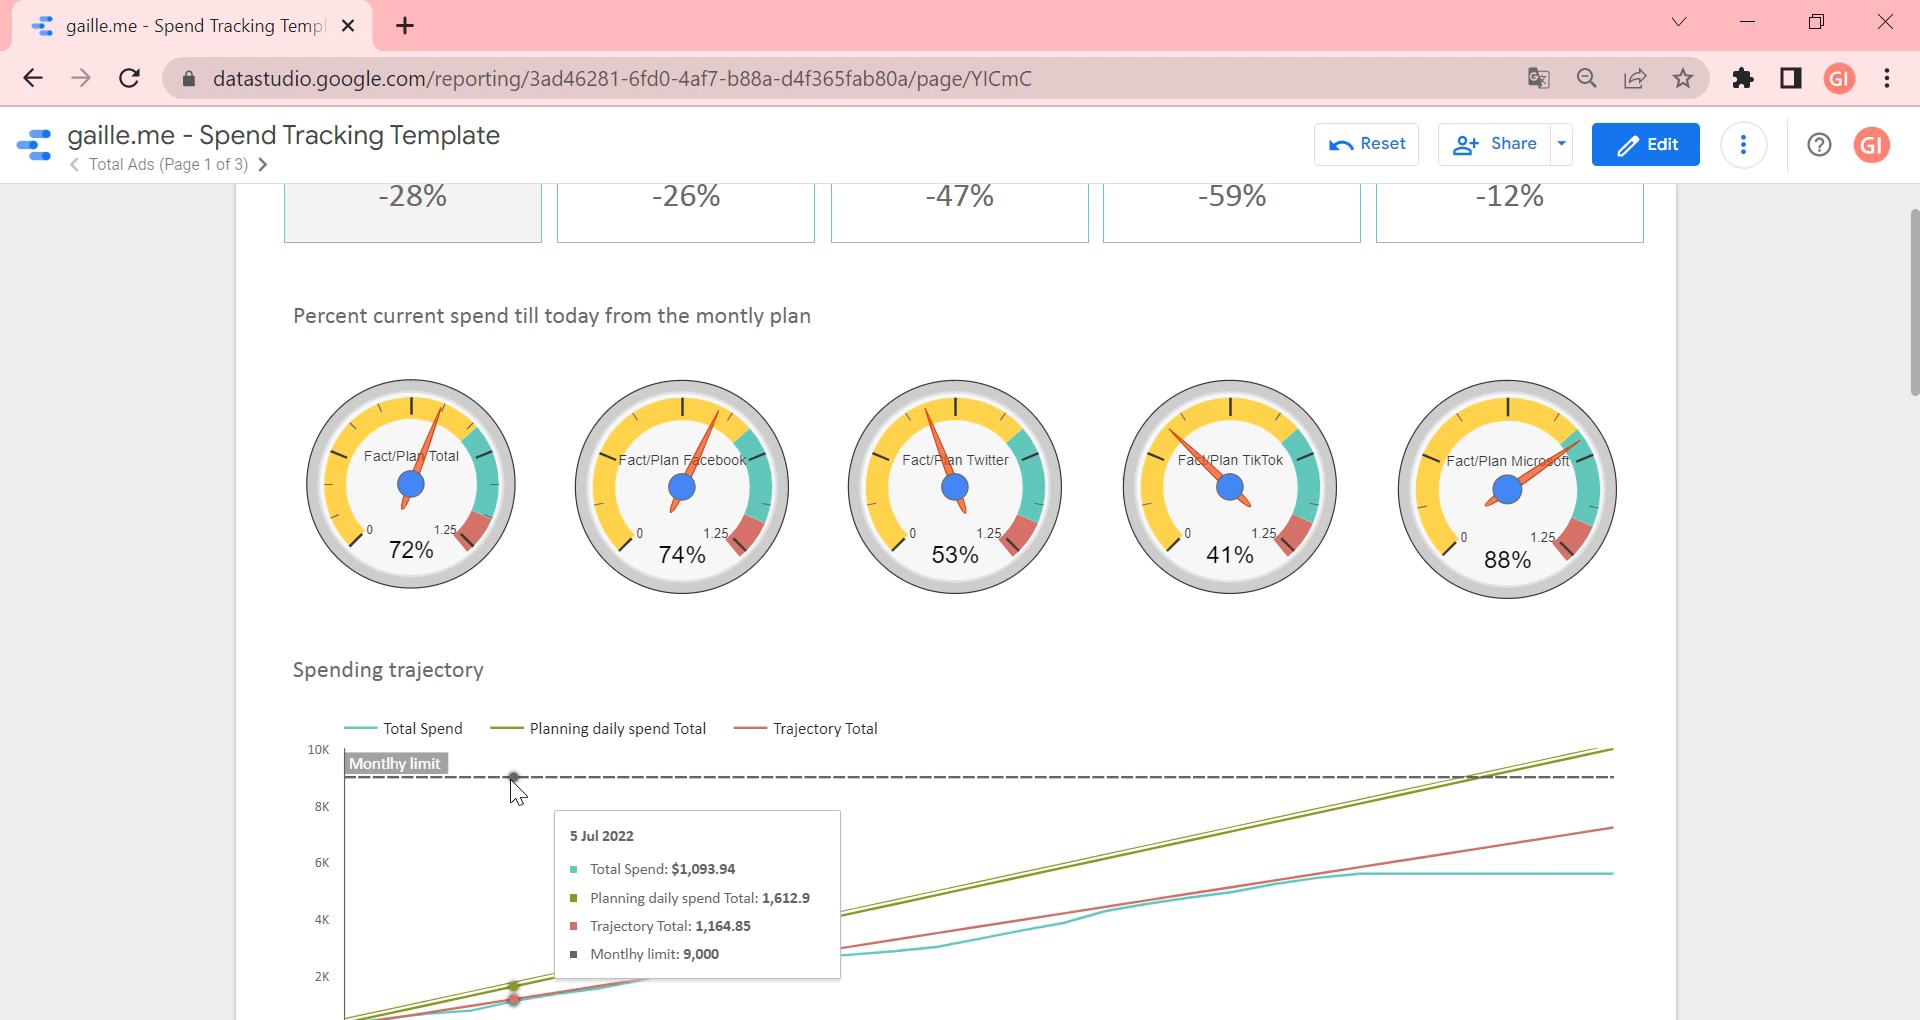 gaille.me - Spend Tracking Templ
datastudio.google.com/reporting/3ad46281-6fd0-4af7-b88a-d4f365fab80a/page/YICmC
GI
gaille.me - Spend Tracking Template
Total Ads (Page 1 of 3)
Reset
Share
Edit
GI
-28%
-26%
-47%
-59%
-12%
Percent current spend till today from the montly plan
Fact/Plan Total
0
1.25
72%
Fact/Plan Facebook
0
1.25
74%
Fact/Plan Twitter
0
1.25
53%
Fact/Plan TikTok
0
1.25
41%
Fact/Plan Microsoft
0
1.25
88%
Spending trajectory
Total Spend
Planning daily spend Total
Trajectory Total
10K
Montlhy limit
8K
6K
4K
2K
5 Jul 2022
Total Spend: $1,093.94
Planning daily spend Total: 1,612.9
Trajectory Total: 1,164.85
Montlhy limit: 9,000